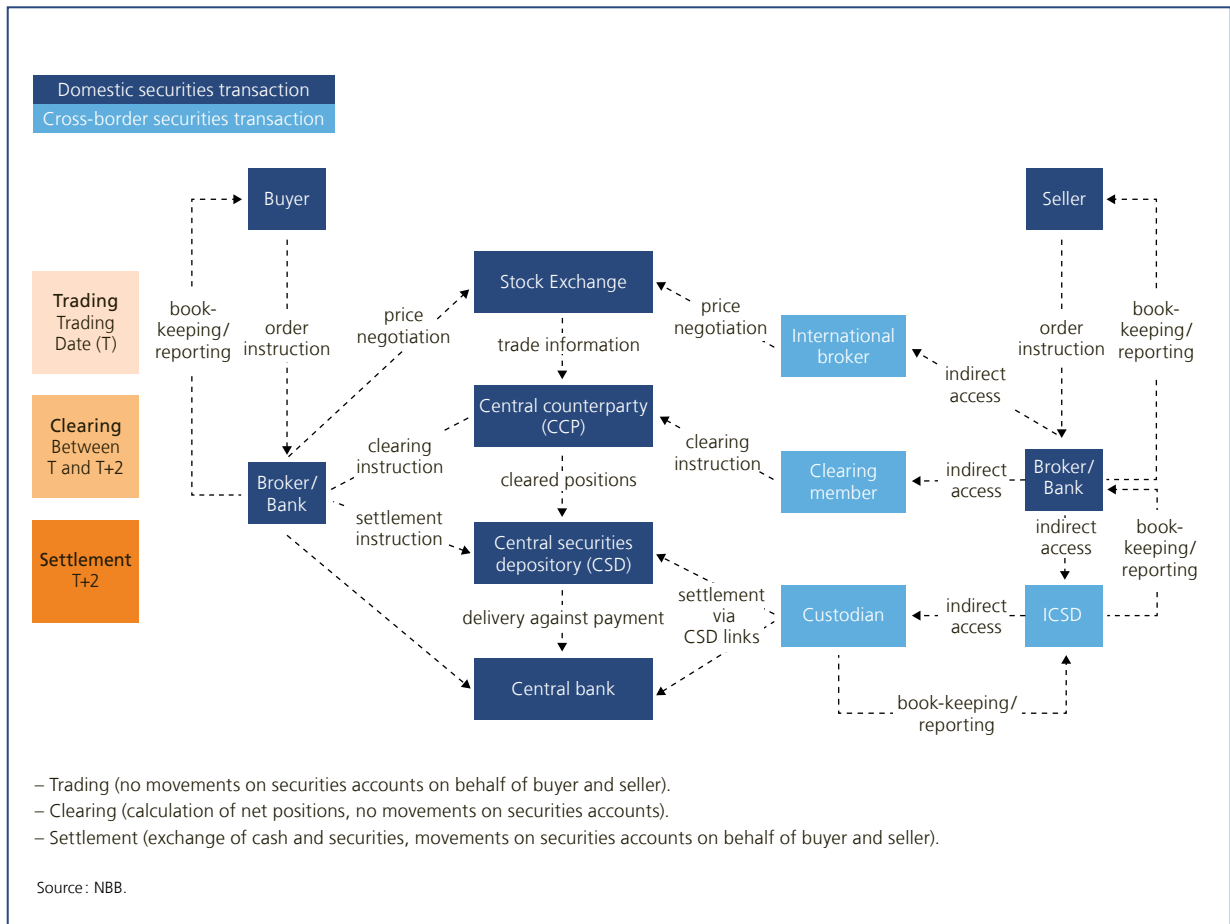 Domestic securities transaction
Cross-border securities transaction
Buyer
Seller
Trading
Trading
Date (T)
book-
keeping/
reporting
order
instruction
price
negotiation
Stock Exchange
price
negotiation
International
broker
order
instruction
book-
keeping/
reporting
trade information
indirect
access
Clearing
Between
T and T+2
Central counterparty
(CCP)
clearing
instruction
clearing
instruction
Clearing
member
indirect
access
Broker/
Bank
Broker/
Bank
cleared positions
Settlement
T+2
settlement
instruction
Central securities
depository (CSD)
indirect
access
book-
keeping/
reporting
settlement
via
CSD links
Custodian
indirect
access
ICSD
delivery against payment
Central bank
book-keeping/
reporting
– Trading (no movements on securities accounts on behalf of buyer and seller).
– Clearing (calculation of net positions, no movements on securities accounts).
– Settlement (exchange of cash and securities, movements on securities accounts on behalf of buyer and seller).
Source : NBB.